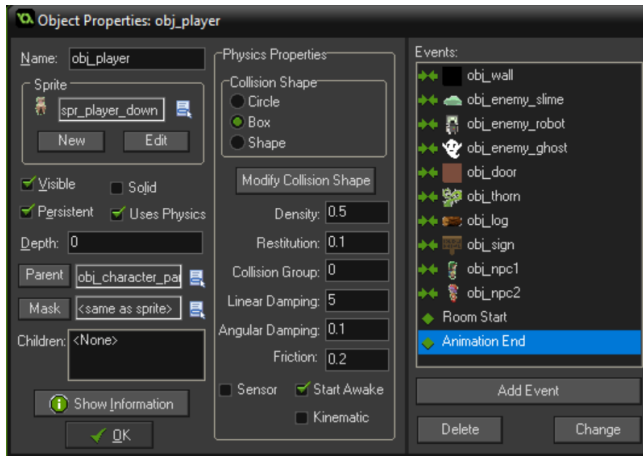 Object Properties: obj_player
Name: obj_player
Sprite
spr_player_down
New Edit
Visible Solid
Persistent Uses Physics
Depth: 0
Parent obj_character_pa
Mask <same as sprite>
Children: <None>
Show Information
OK
Physics Properties
Collision Shape
Circle
Box
Shape
Modify Collision Shape
Density: 0.5
Restitution: 0.1
Collision Group: 0
Linear Damping: 5
Angular Damping: 0.1
Friction: 0.2
Sensor Start Awake
Kinematic
Events:
obj_wall
obj_enemy_slime
obj_enemy_robot
obj_enemy_ghost
obj_door
obj_thorn
obj_log
obj_sign
obj_npc1
obj_npc2
Room Start
Animation End
Add Event
Delete Change